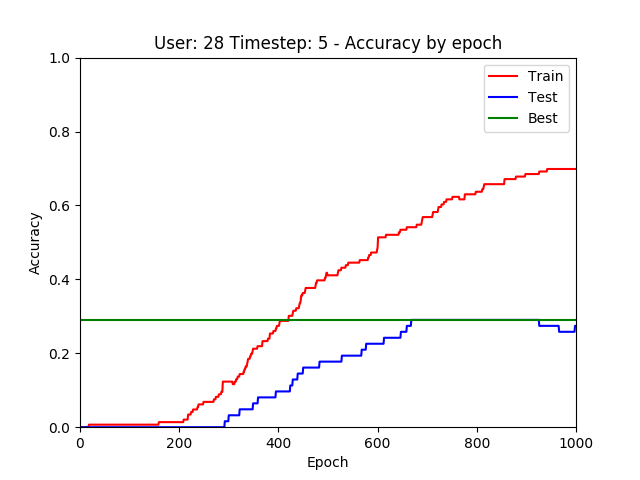 User: 28 Timestep: 5 - Accuracy by epoch
1.0
0.8
0.6
0.4
0.2
0.0
Accuracy
Train
Test
Best
0 200 400 600 800 1000
Epoch